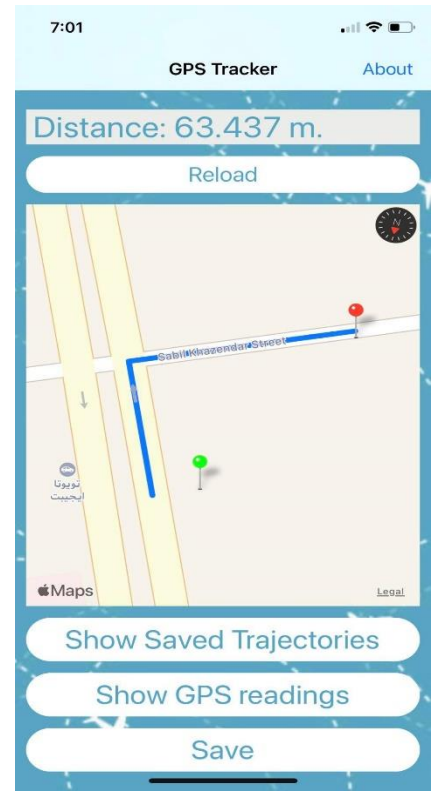 7:01
GPS Tracker
About
Distance: 63.437 m.
Reload
N
Sabil Khazendar Street
تويوتا
ايجيبت
Maps
Legal
Show Saved Trajectories
Show GPS readings
Save